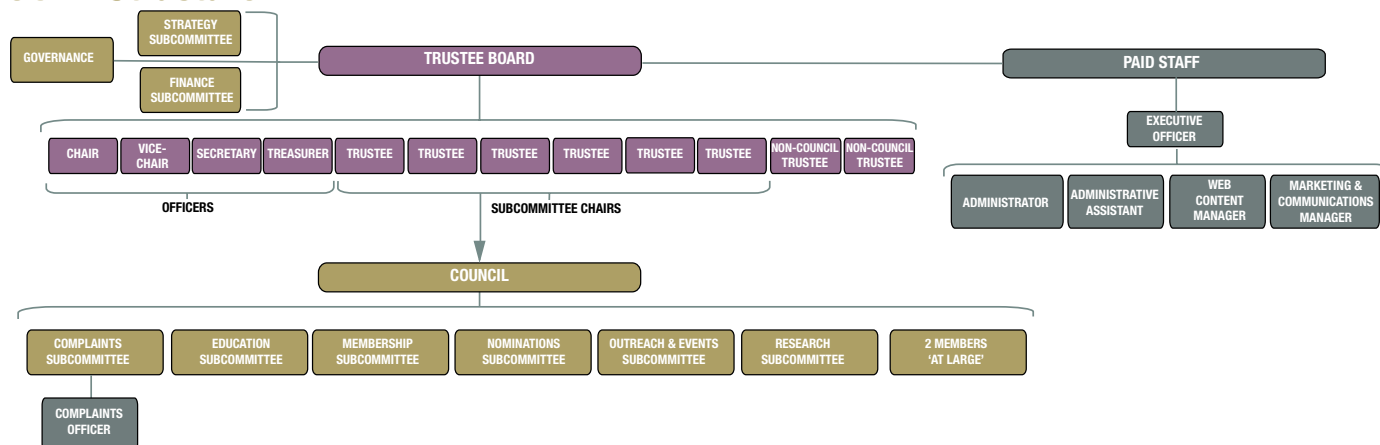 STRATEGY
SUBCOMMITTEE
GOVERNANCE
FINANCE
SUBCOMMITTEE
TRUSTEE BOARD
PAID STAFF
EXECUTIVE
OFFICER
CHAIR
VICE-
CHAIR
SECRETARY
TREASURER
TRUSTEE
TRUSTEE
TRUSTEE
TRUSTEE
TRUSTEE
TRUSTEE
NON-COUNCIL
TRUSTEE
NON-COUNCIL
TRUSTEE
OFFICERS
SUBCOMMITTEE CHAIRS
ADMINISTRATOR
ADMINISTRATIVE
ASSISTANT
WEB
CONTENT
MANAGER
MARKETING &
COMMUNICATIONS
MANAGER
COUNCIL
COMPLAINTS
SUBCOMMITTEE
EDUCATION
SUBCOMMITTEE
MEMBERSHIP
SUBCOMMITTEE
NOMINATIONS
SUBCOMMITTEE
OUTREACH & EVENTS
SUBCOMMITTEE
RESEARCH
SUBCOMMITTEE
2 MEMBERS
‘AT LARGE’
COMPLAINTS
OFFICER